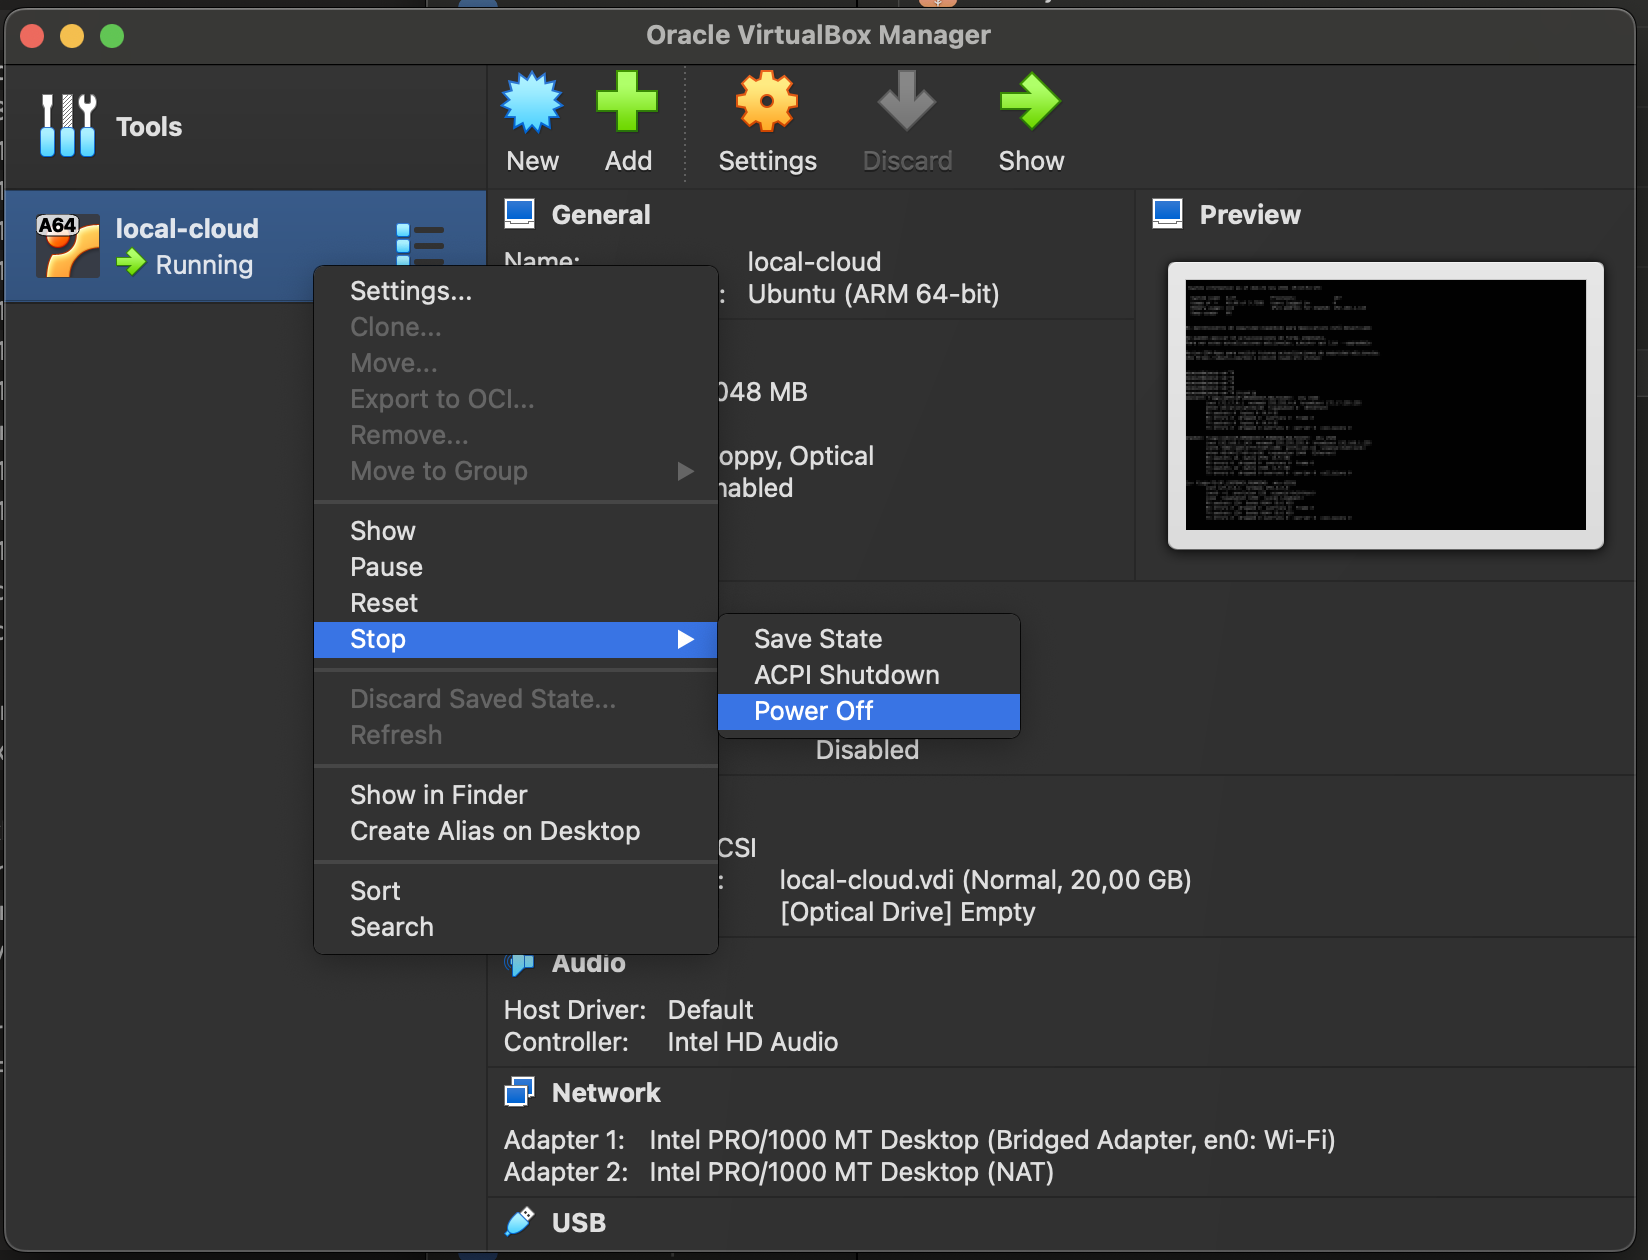 Oracle VirtualBox Manager
Tools
New
Add
Settings
Discard
Show
A64
local-cloud
Running
General
Name:
local-cloud
: Ubuntu (ARM 64-bit)
Preview
Settings...
Clone...
Move...
Export to OCI...
Remove...
Move to Group
Show
Pause
Reset
Stop
Discard Saved State...
Refresh
Show in Finder
Create Alias on Desktop
Sort
Search
Save State
ACPI Shutdown
Power Off
048 MB
oppy, Optical
nabled
Disabled
CSI
: local-cloud.vdi (Normal, 20,00 GB)
[Optical Drive] Empty
Audio
Host Driver: Default
Controller: Intel HD Audio
Network
Adapter 1: Intel PRO/1000 MT Desktop (Bridged Adapter, en0: Wi-Fi)
Adapter 2: Intel PRO/1000 MT Desktop (NAT)
USB